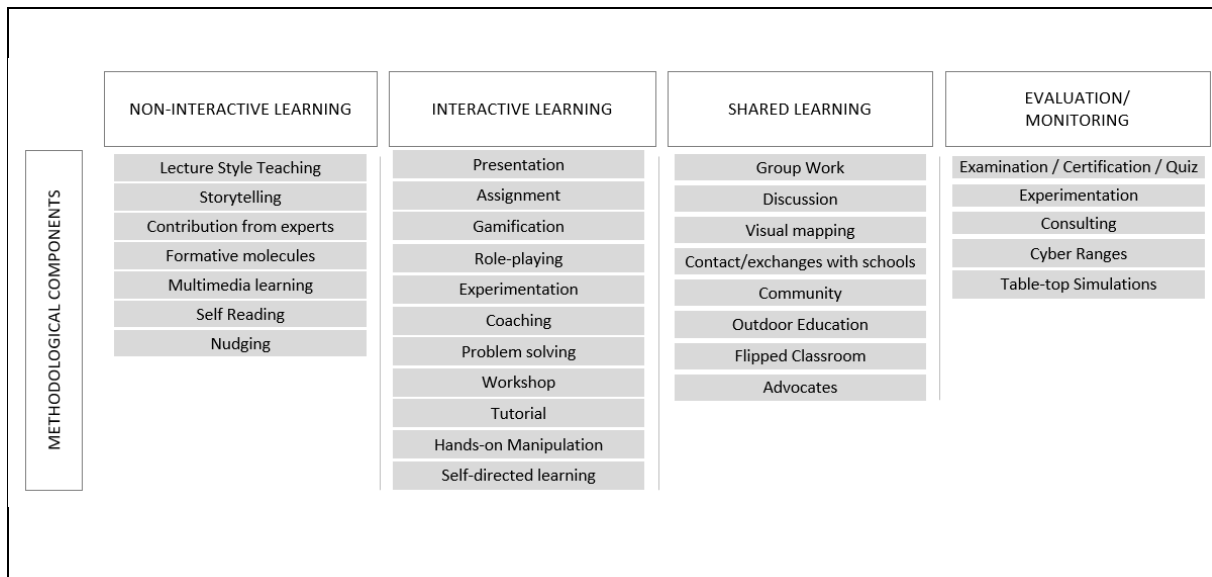 NON-INTERACTIVE LEARNING
INTERACTIVE LEARNING
SHARED LEARNING
EVALUATION/
MONITORING
METHODOLOGICAL COMPONENTS
Lecture Style Teaching
Storytelling
Contribution from experts
Formative molecules
Multimedia learning
Self Reading
Nudging
Presentation
Assignment
Gamification
Role-playing
Experimentation
Coaching
Problem solving
Workshop
Tutorial
Hands-on Manipulation
Self-directed learning
Group Work
Discussion
Visual mapping
Contact/exchanges with schools
Community
Outdoor Education
Flipped Classroom
Advocates
Examination / Certification / Quiz
Experimentation
Consulting
Cyber Ranges
Table-top Simulations